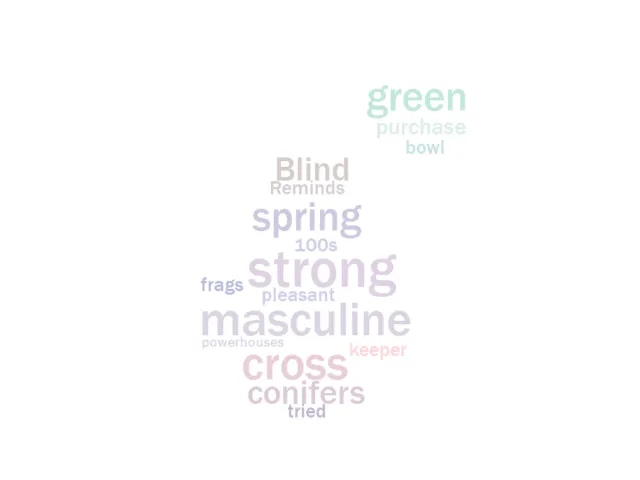 green
purchase
bowl
Blind
Reminds
spring
100s
strong
frags
pleasant
masculine
powerhouses
keeper
cross
conifers
tried